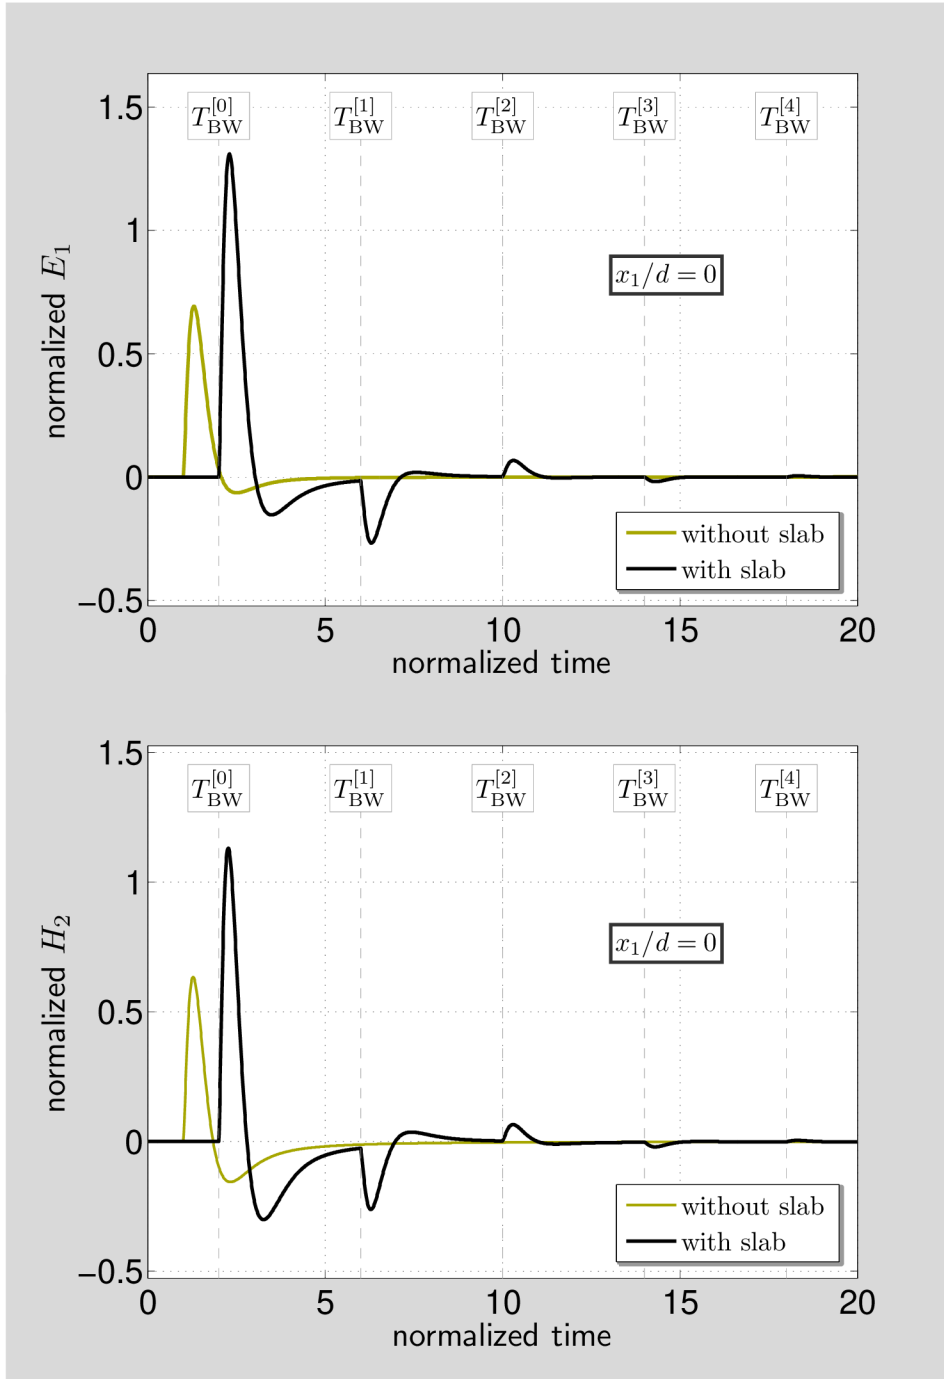 1.5
T_BW^[0] T_BW^[1] T_BW^[2] T_BW^[3] T_BW^[4]
1
x_1/d = 0
normalized E_1
0.5
0
without slab
with slab
−0.5
0 5 10 15 20
normalized time
1.5
T_BW^[0] T_BW^[1] T_BW^[2] T_BW^[3] T_BW^[4]
1
x_1/d = 0
normalized H_2
0.5
0
without slab
with slab
−0.5
0 5 10 15 20
normalized time